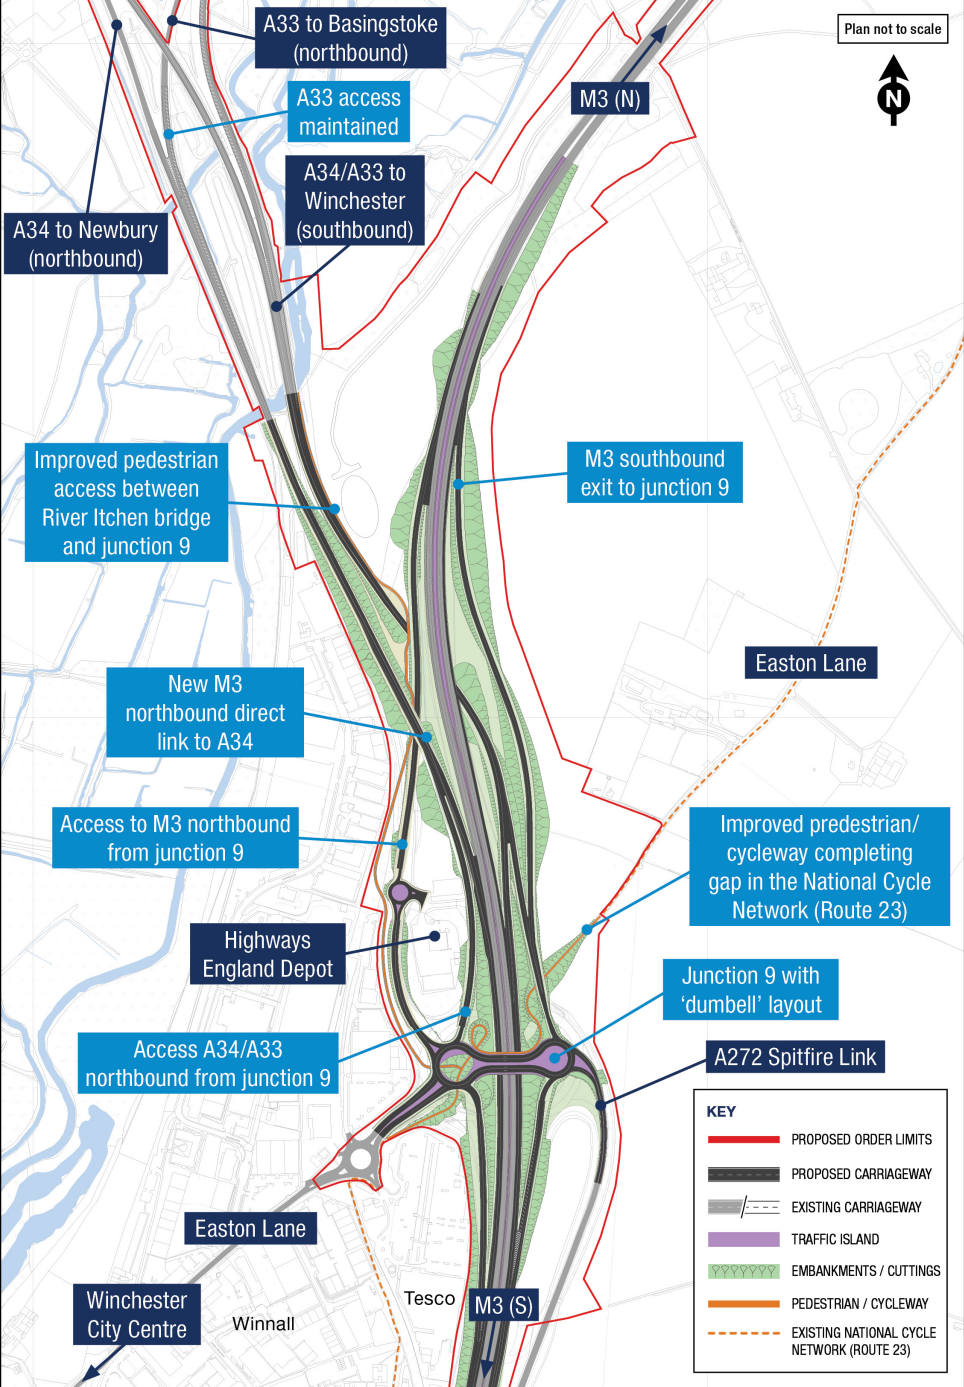 A33 to Basingstoke
(northbound)
Plan not to scale
N
M3 (N)
A33 access
maintained
A34/A33 to
Winchester
(southbound)
A34 to Newbury
(northbound)
Improved pedestrian
access between
River Itchen bridge
and junction 9
M3 southbound
exit to junction 9
Easton Lane
New M3
northbound direct
link to A34
Access to M3 northbound
from junction 9
Improved predestrian/
cycleway completing
gap in the National Cycle
Network (Route 23)
Highways
England Depot
Junction 9 with
‘dumbell’ layout
Access A34/A33
northbound from junction 9
A272 Spitfire Link
Easton Lane
Winchester
City Centre
Winnall
Tesco
M3 (S)
KEY
PROPOSED ORDER LIMITS
PROPOSED CARRIAGEWAY
EXISTING CARRIAGEWAY
TRAFFIC ISLAND
EMBANKMENTS / CUTTINGS
PEDESTRIAN / CYCLEWAY
EXISTING NATIONAL CYCLE
NETWORK (ROUTE 23)